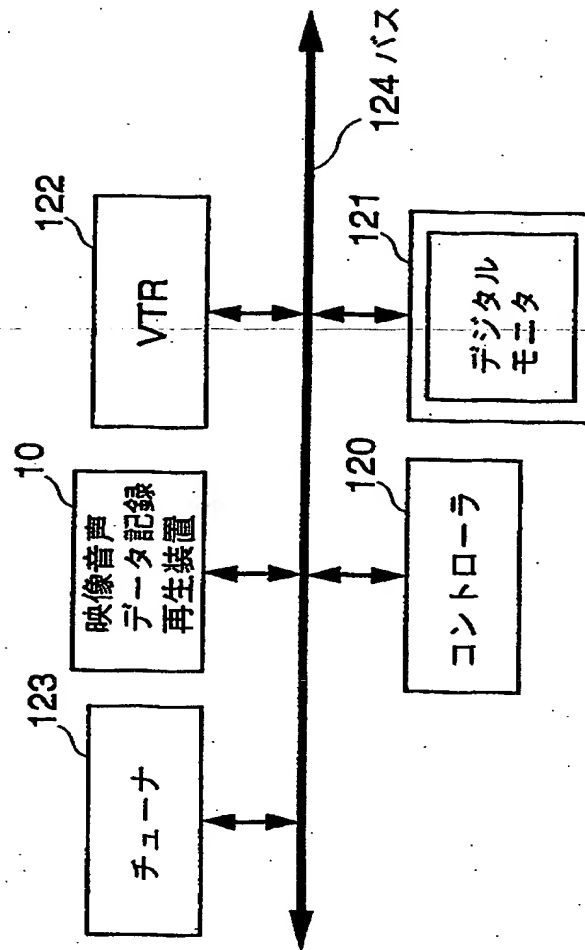 123
チューナ
10
映像音声
データ記録
再生装置
122
VTR
124 バス
120
コントローラ
121
デジタル
モニタ